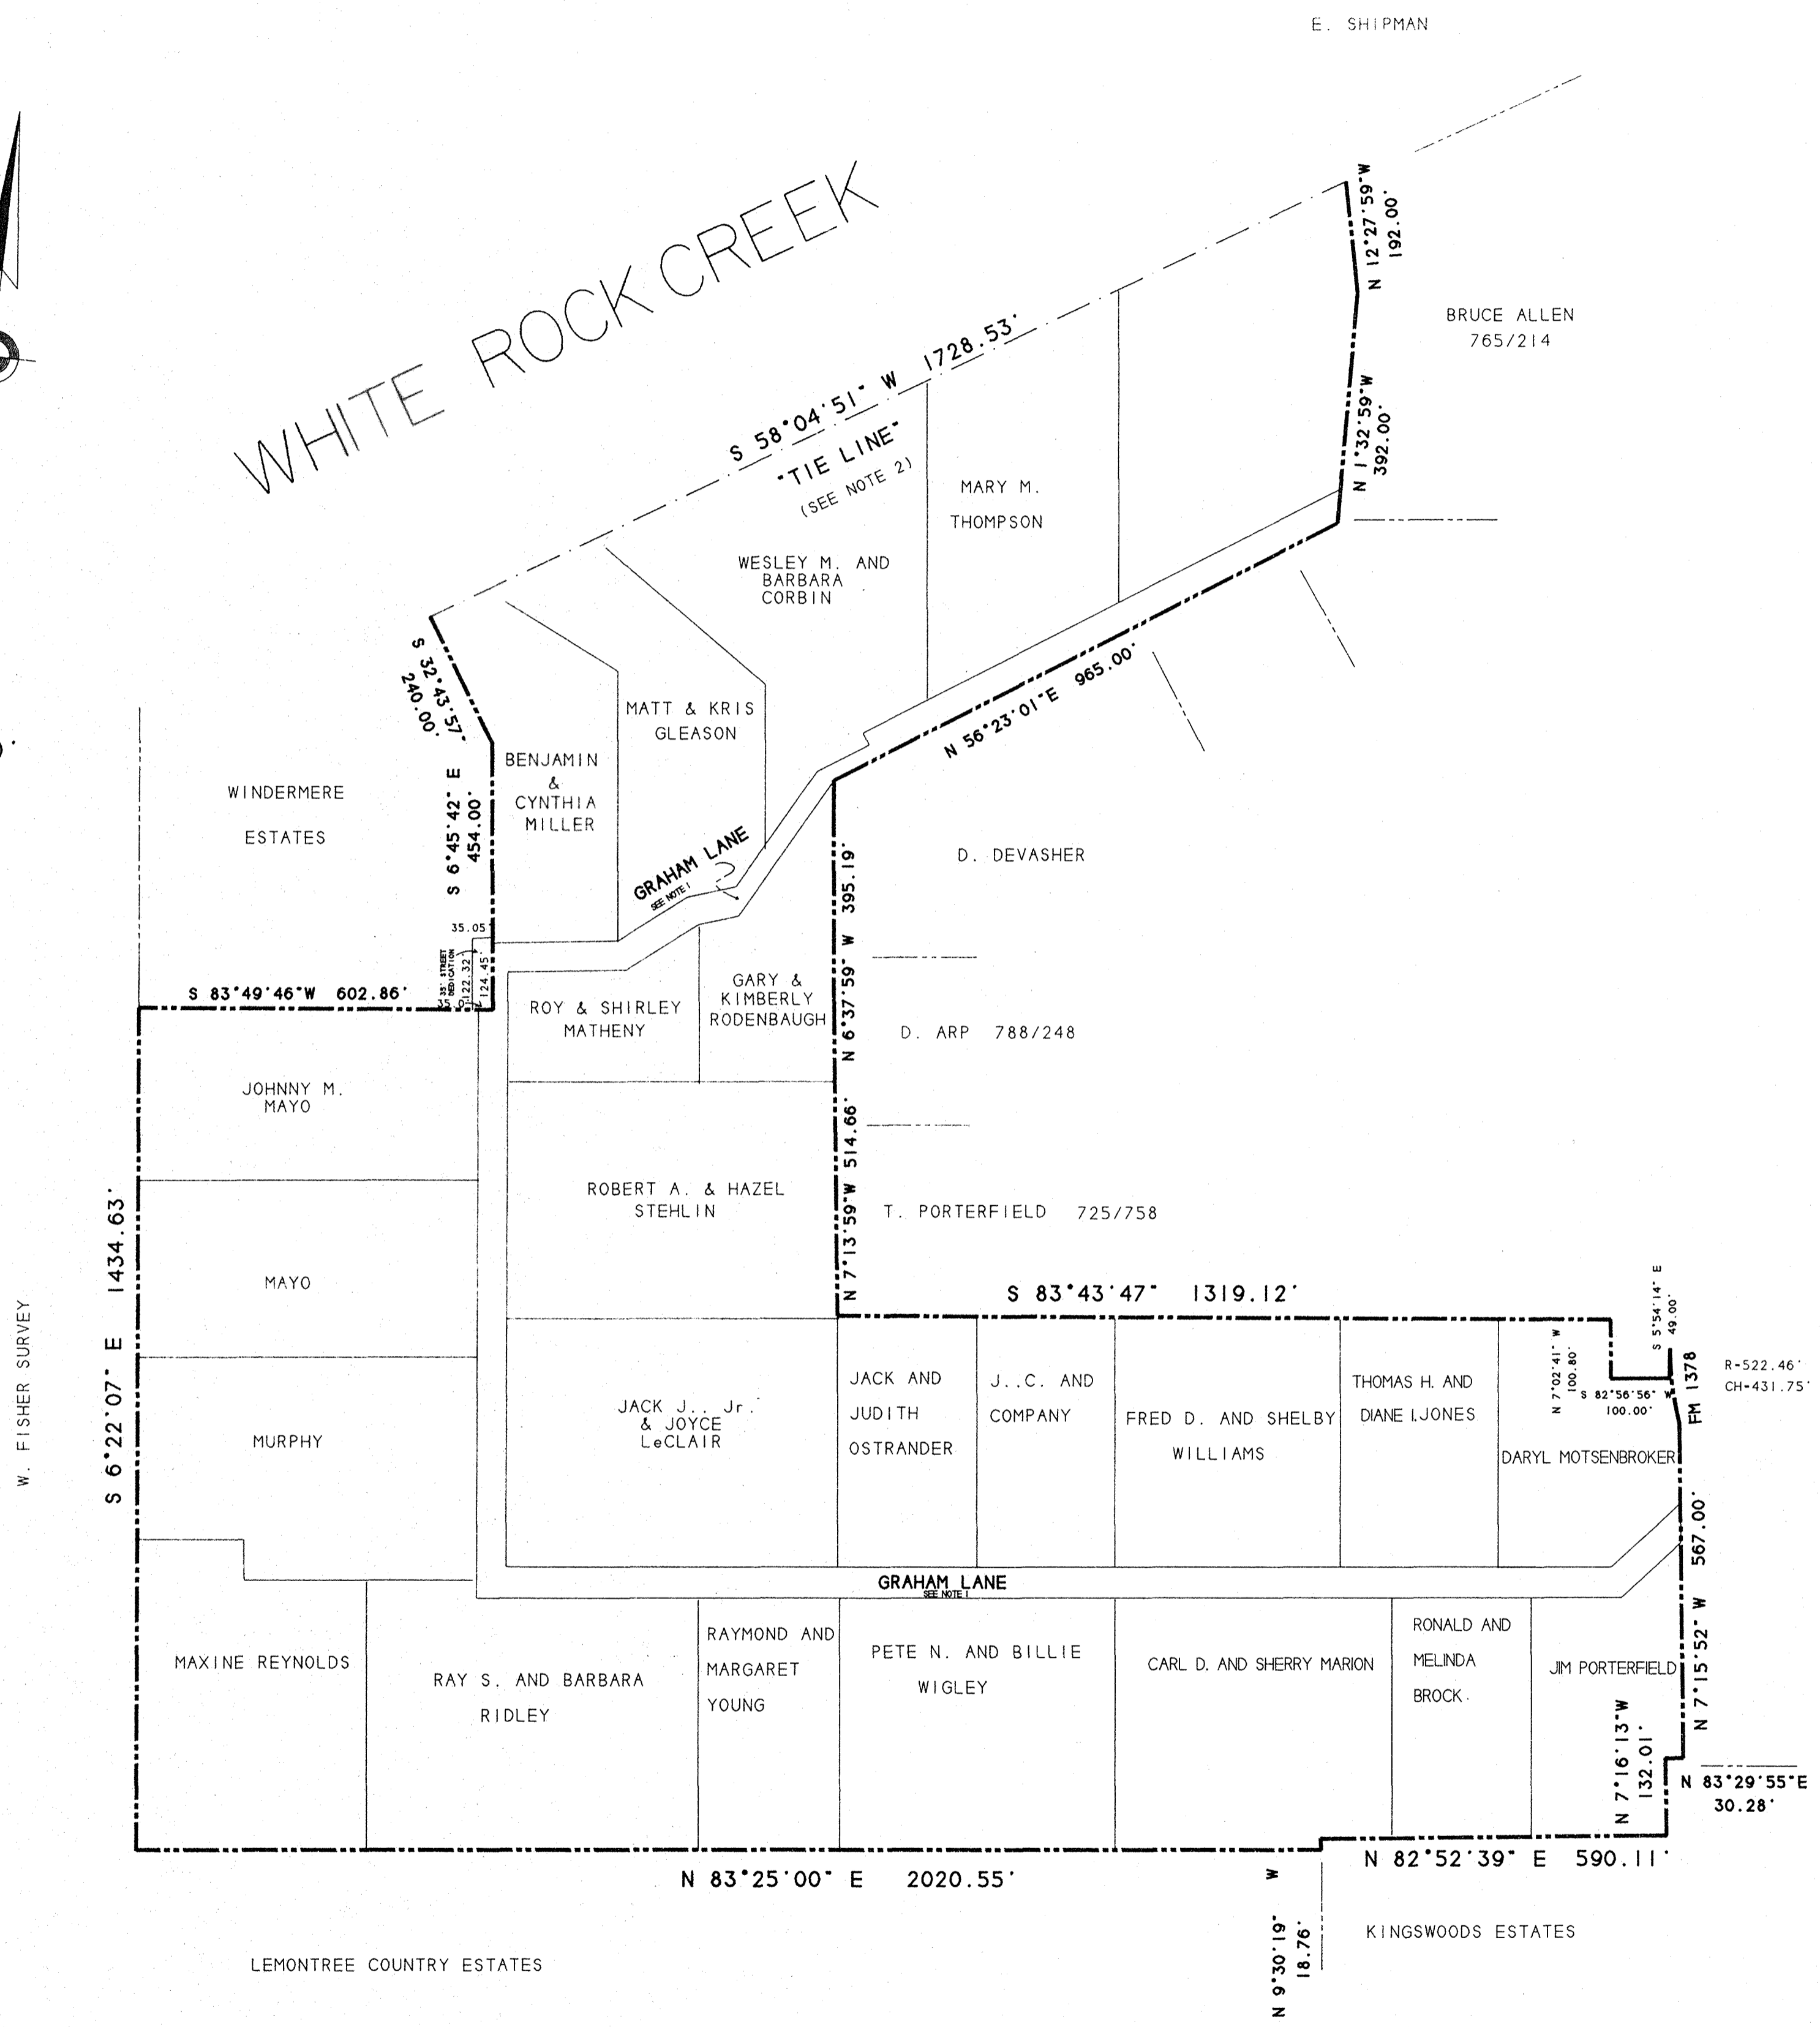 E. SHIPMAN
WHITE ROCK CREEK
N 12°27'59"W
192.00'
BRUCE ALLEN
765/214
S 58°04'51" W 1728.53'
"TIE LINE"
(SEE NOTE 2)
N 1°32'59"W
392.00'
MARY M.
THOMPSON
WESLEY M. AND
BARBARA
CORBIN
S 32°43'57"
240.00'
N 56°23'01"E 965.00'
MATT & KRIS
GLEASON
BENJAMIN
&
CYNTHIA
MILLER
WINDERMERE
ESTATES
S 6°45'42" E
454.00'
GRAHAM LANE
SEE NOTE 1
N 6°37'59" W 395.19'
D. DEVASHER
35.05'
35' STREET
DEDICATION
122.32'
124.45'
S 83°49'46"W 602.86'
ROY & SHIRLEY
MATHENY
GARY &
KIMBERLY
RODENBAUGH
D. ARP 788/248
JOHNNY M.
MAYO
N 7°13'59"W 514.66'
ROBERT A. & HAZEL
STEHLIN
T. PORTERFIELD 725/758
W. FISHER SURVEY
S 6°22'07" E 1434.63'
MAYO
S 83°43'47" 1319.12'
S 5°54'14" E
49.00'
N 7°02'41" W
100.80'
S 82°56'56" W
100.00'
FM 1378
R-522.46'
CH-431.75'
MURPHY
JACK J.. Jr.
& JOYCE
LeCLAIR
JACK AND
JUDITH
OSTRANDER
J..C. AND
COMPANY
FRED D. AND SHELBY
WILLIAMS
THOMAS H. AND
DIANE I.JONES
DARYL MOTSENBROKER
N 7°15'52" W 567.00'
GRAHAM LANE
SEE NOTE 1
MAXINE REYNOLDS
RAY S. AND BARBARA
RIDLEY
RAYMOND AND
MARGARET
YOUNG
PETE N. AND BILLIE
WIGLEY
CARL D. AND SHERRY MARION
RONALD AND
MELINDA
BROCK
JIM PORTERFIELD
N 7°16'13"W
132.01'
N 83°29'55"E
30.28'
N 83°25'00" E 2020.55'
N 82°52'39" E 590.11'
N 9°30'19" W
18.76'
KINGSWOODS ESTATES
LEMONTREE COUNTRY ESTATES